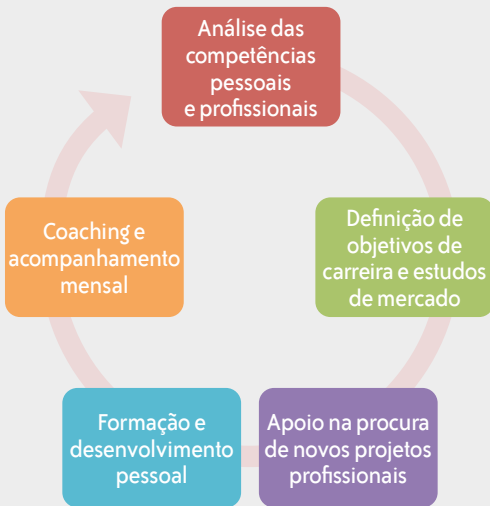 Análise das
competências
pessoais
e profissionais
Definição de
objetivos de
carreira e estudos
de mercado
Apoio na procura
de novos projetos
profissionais
Formação e
desenvolvimento
pessoal
Coaching e
acompanhamento
mensal